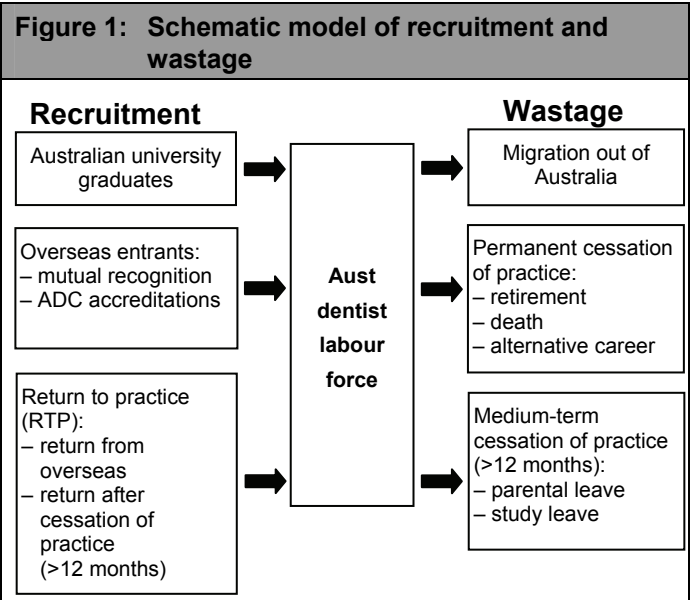 Figure 1: Schematic model of recruitment and
wastage
Recruitment
Australian university
graduates
Overseas entrants:
– mutual recognition
– ADC accreditations
Return to practice
(RTP):
– return from
overseas
– return after
cessation of
practice
(>12 months)
Aust
dentist
labour
force
Wastage
Migration out of
Australia
Permanent cessation
of practice:
– retirement
– death
– alternative career
Medium-term
cessation of practice
(>12 months):
– parental leave
– study leave